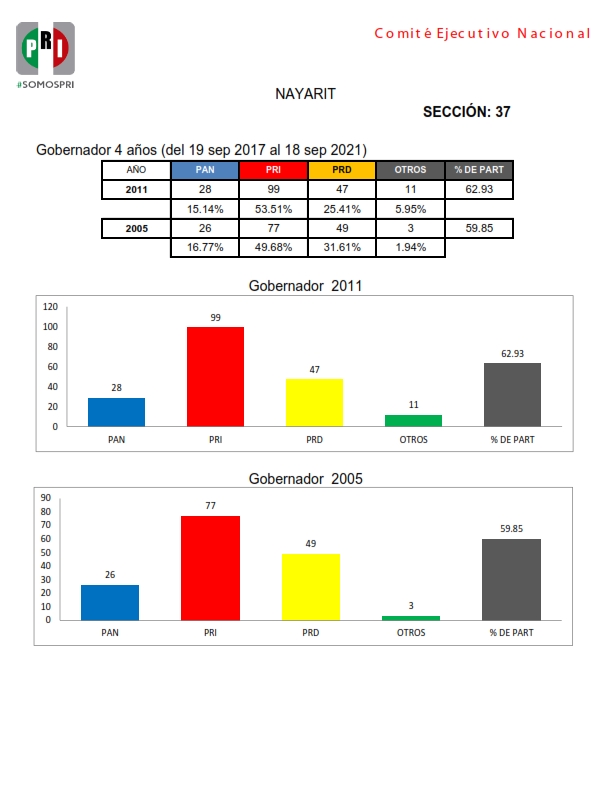 PRI
#SOMOSPRI
Comité Ejecutivo Nacional
NAYARIT
SECCIÓN: 37
Gobernador 4 años (del 19 sep 2017 al 18 sep 2021)
AÑO PAN PRI PRD OTROS % DE PART
2011 28 99 47 11 62.93
15.14% 53.51% 25.41% 5.95%
2005 26 77 49 3 59.85
16.77% 49.68% 31.61% 1.94%
Gobernador 2011
120
100
80
60
40
20
0
28
99
47
11
62.93
PAN PRI PRD OTROS % DE PART
Gobernador 2005
90
80
70
60
50
40
30
20
10
0
26
77
49
3
59.85
PAN PRI PRD OTROS % DE PART